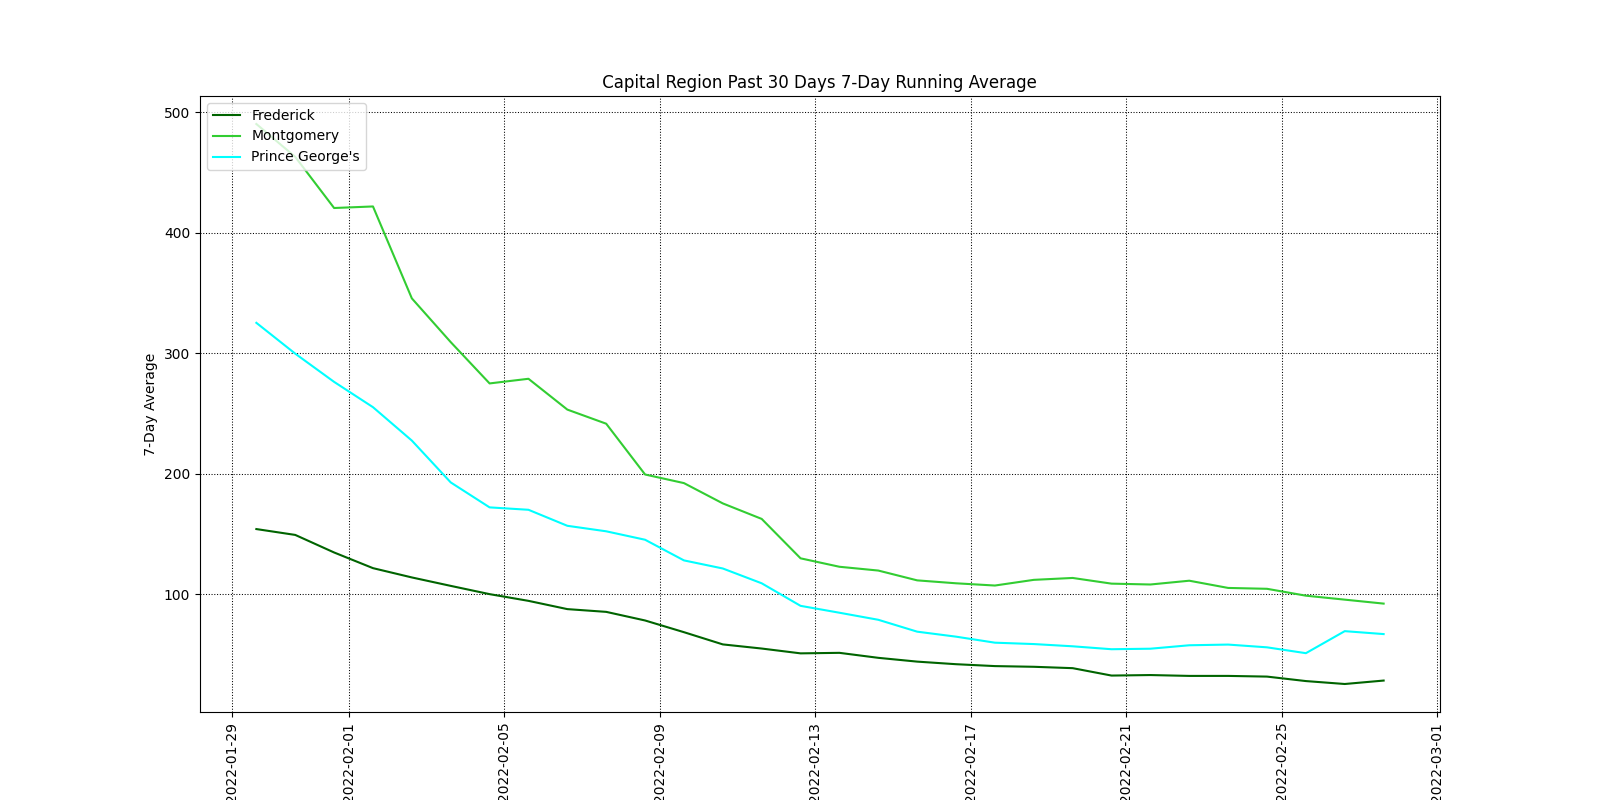 Capital Region Past 30 Days 7-Day Running Average
Frederick
Montgomery
Prince George's
500
400
300
200
100
7-Day Average
2022-01-29
2022-02-01
2022-02-05
2022-02-09
2022-02-13
2022-02-17
2022-02-21
2022-02-25
2022-03-01